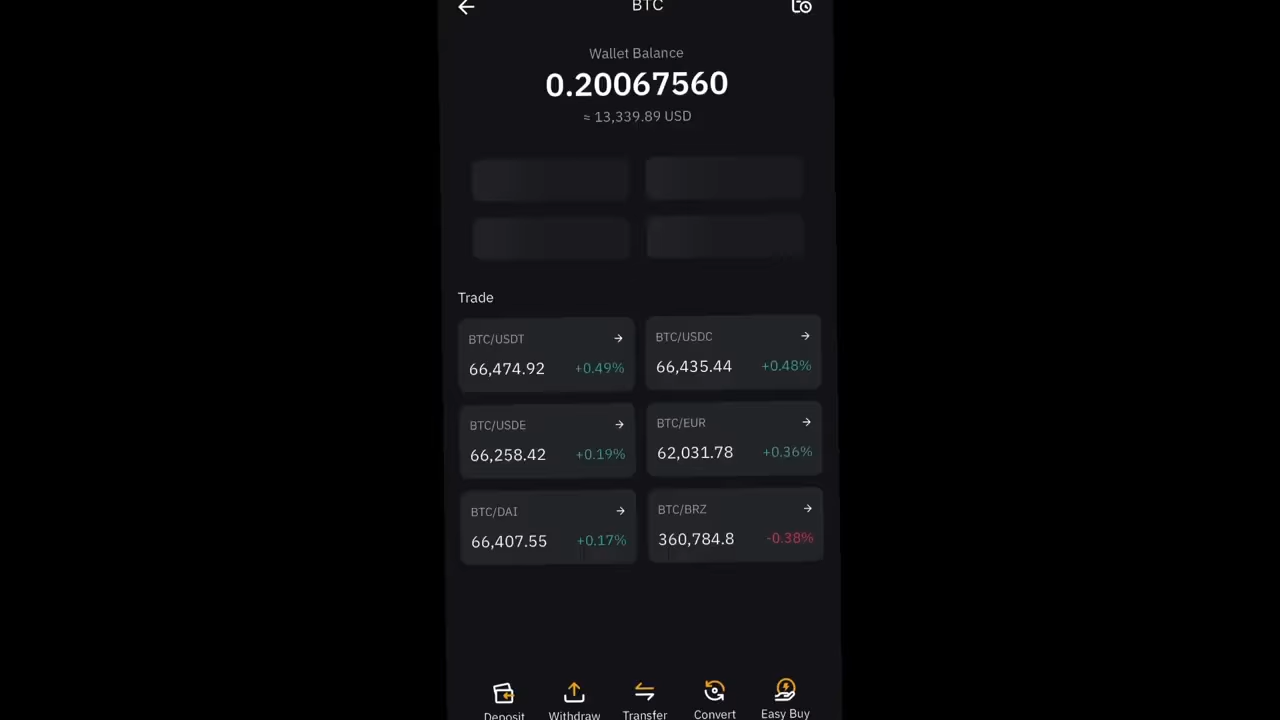 BTC
Wallet Balance
0.20067560
≈ 13,339.89 USD
Trade
BTC/USDT
66,474.92 +0.49%
BTC/USDC
66,435.44 +0.48%
BTC/USDE
66,258.42 +0.19%
BTC/EUR
62,031.78 +0.36%
BTC/DAI
66,407.55 +0.17%
BTC/BRZ
360,784.8 -0.38%
Deposit Withdraw Transfer Convert Easy Buy